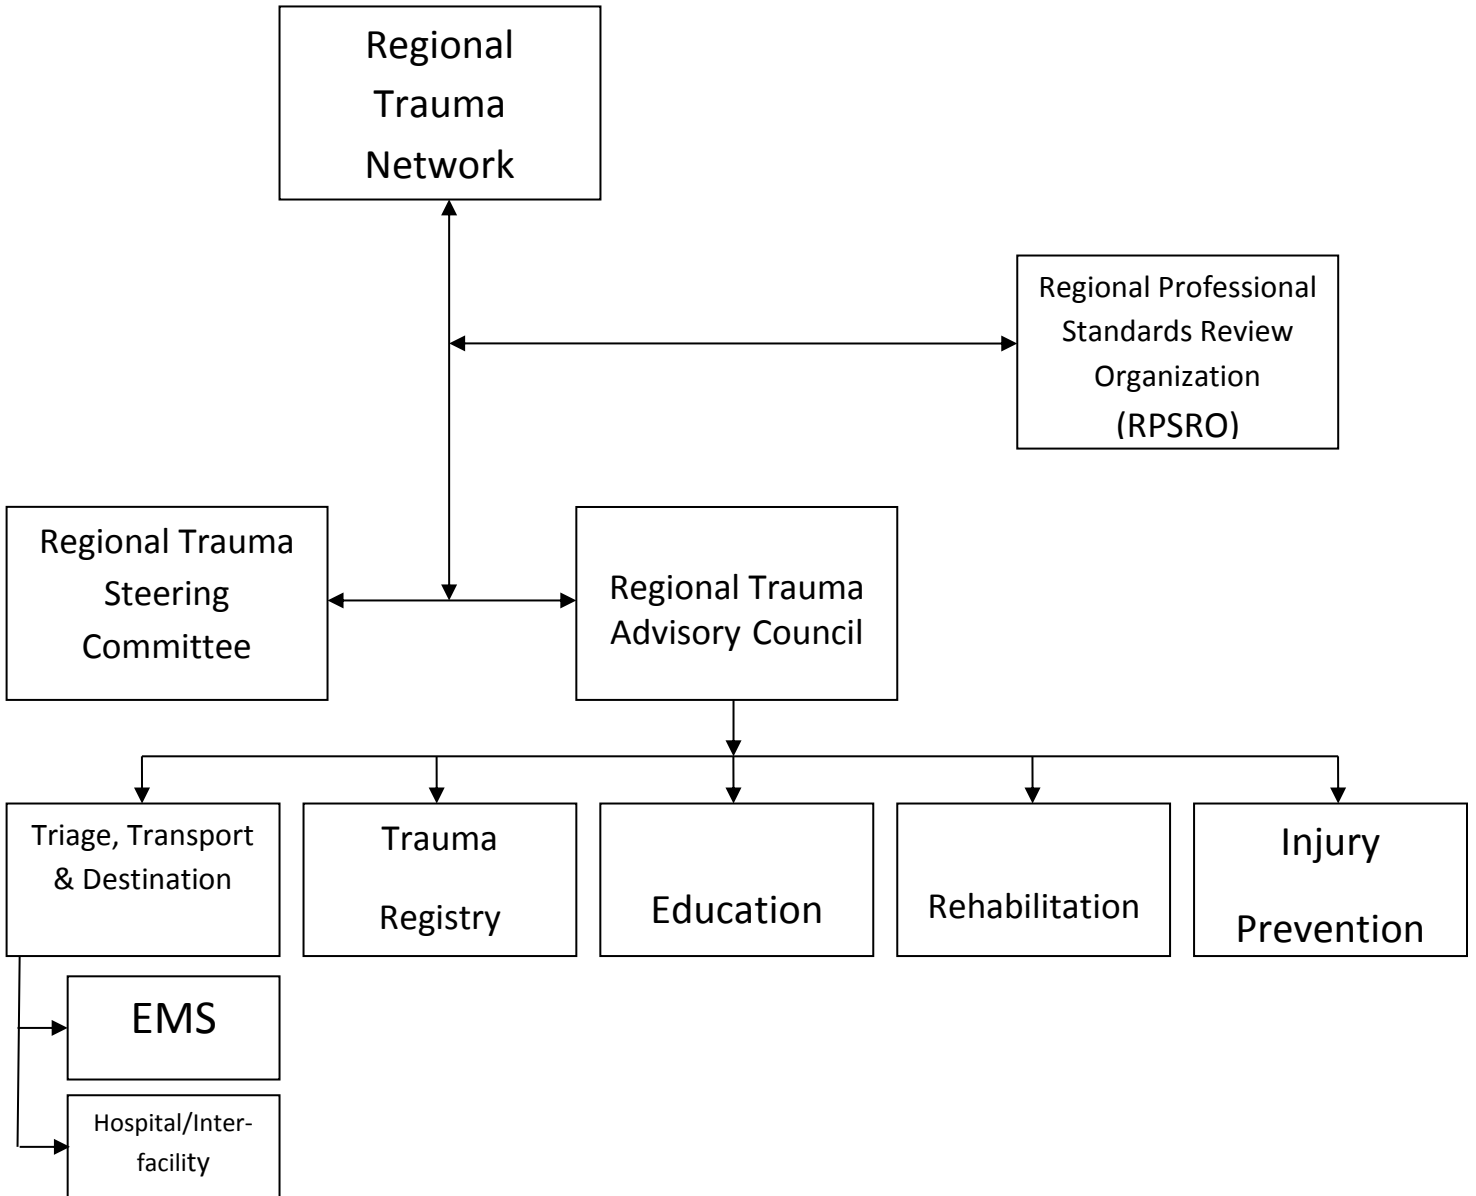 Regional
Trauma
Network
Regional Professional
Standards Review
Organization
(RPSRO)
Regional Trauma
Steering
Committee
Regional Trauma
Advisory Council
Triage, Transport
& Destination
Trauma
Registry
Education
Rehabilitation
Injury
Prevention
EMS
Hospital/Inter-
facility